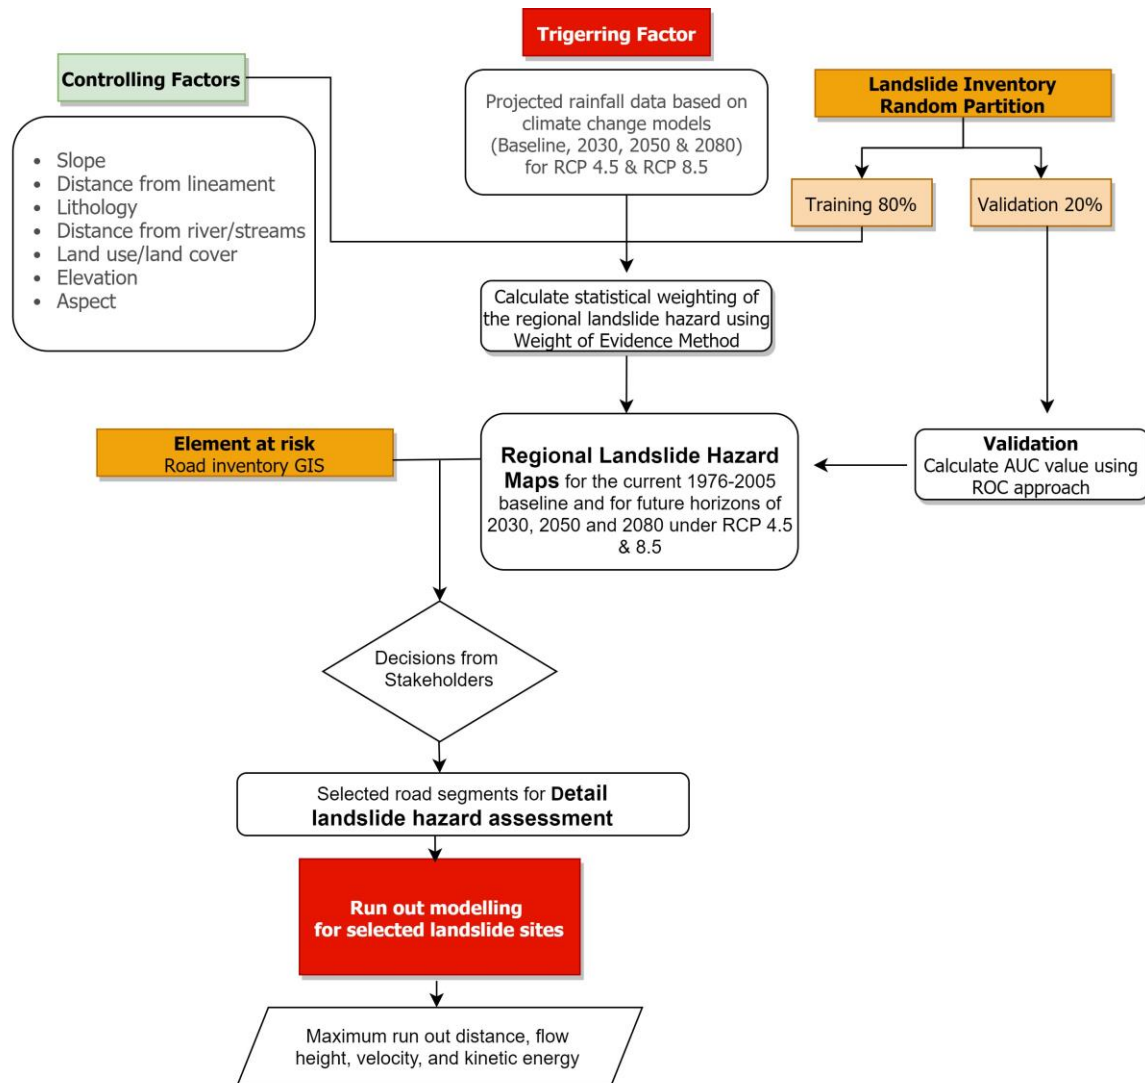 Trigerring Factor
Controlling Factors
• Slope
• Distance from lineament
• Lithology
• Distance from river/streams
• Land use/land cover
• Elevation
• Aspect
Projected rainfall data based on
climate change models
(Baseline, 2030, 2050 & 2080)
for RCP 4.5 & RCP 8.5
Landslide Inventory
Random Partition
Training 80%
Validation 20%
Calculate statistical weighting of
the regional landslide hazard using
Weight of Evidence Method
Element at risk
Road inventory GIS
Regional Landslide Hazard
Maps for the current 1976-2005
baseline and for future horizons of
2030, 2050 and 2080 under RCP 4.5
& 8.5
Validation
Calculate AUC value using
ROC approach
Decisions from
Stakeholders
Selected road segments for Detail
landslide hazard assessment
Run out modelling
for selected landslide sites
Maximum run out distance, flow
height, velocity, and kinetic energy